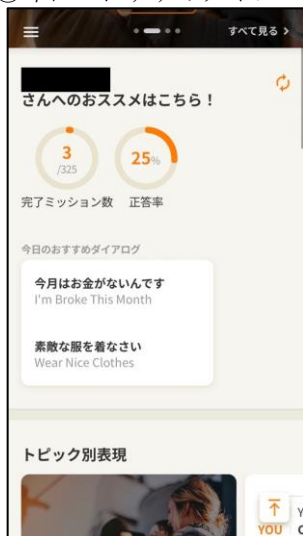 すべて見る >
さんへのおススメはこちら！
3
/325
25%
完了ミッション数 正答率
今日のおすすめダイアログ
今月はお金がないんです
I'm Broke This Month
素敵な服を着なさい
Wear Nice Clothes
トピック別表現
YOU